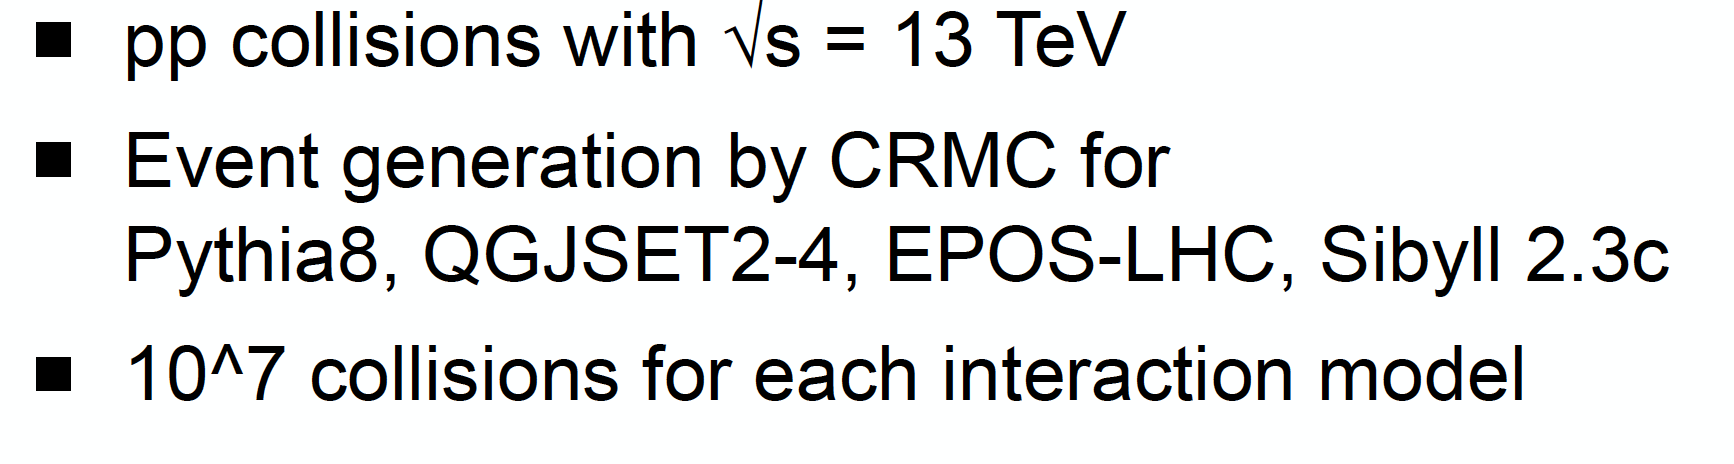 ■ pp collisions with √s = 13 TeV
■ Event generation by CRMC for
Pythia8, QGJSET2-4, EPOS-LHC, Sibyll 2.3c
■ 10^7 collisions for each interaction model